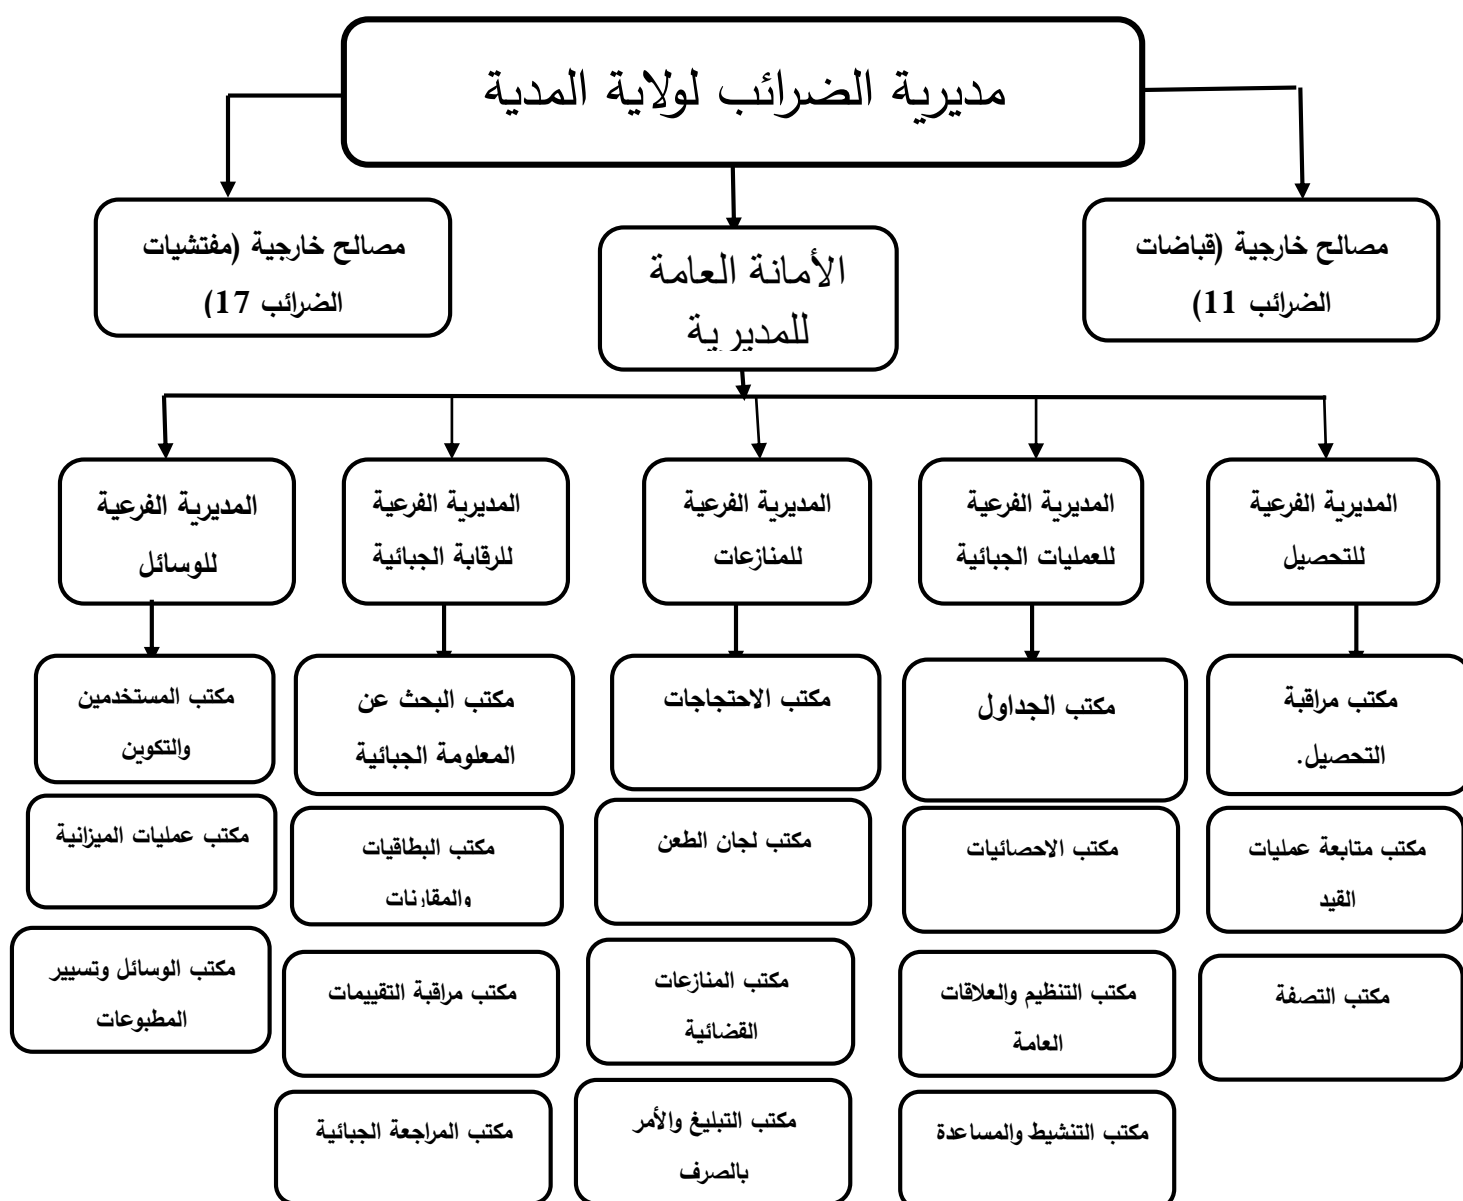 مديرية الضرائب لولاية المدية
مصالح خارجية (قباضات
الضرائب 11)
الأمانة العامة
للمديرية
مصالح خارجية (مفتشيات
الضرائب 17)
المديرية الفرعية
للتحصيل
المديرية الفرعية
للعمليات الجبائية
المديرية الفرعية
للمنازعات
المديرية الفرعية
للرقابة الجبائية
المديرية الفرعية
للوسائل
مكتب مراقبة
التحصيل.
مكتب الجداول
مكتب الاحتجاجات
مكتب البحث عن
المعلومة الجبائية
مكتب المستخدمين
والتكوين
مكتب متابعة عمليات
القيد
مكتب الاحصائيات
مكتب لجان الطعن
مكتب البطاقيات
والمقارنات
مكتب عمليات الميزانية
مكتب التصفة
مكتب التنظيم والعلاقات
العامة
مكتب المنازعات
القضائية
مكتب مراقبة التقييمات
مكتب الوسائل وتسيير
المطبوعات
مكتب التنشيط والمساعدة
مكتب التبليغ والأمر
بالصرف
مكتب المراجعة الجبائية